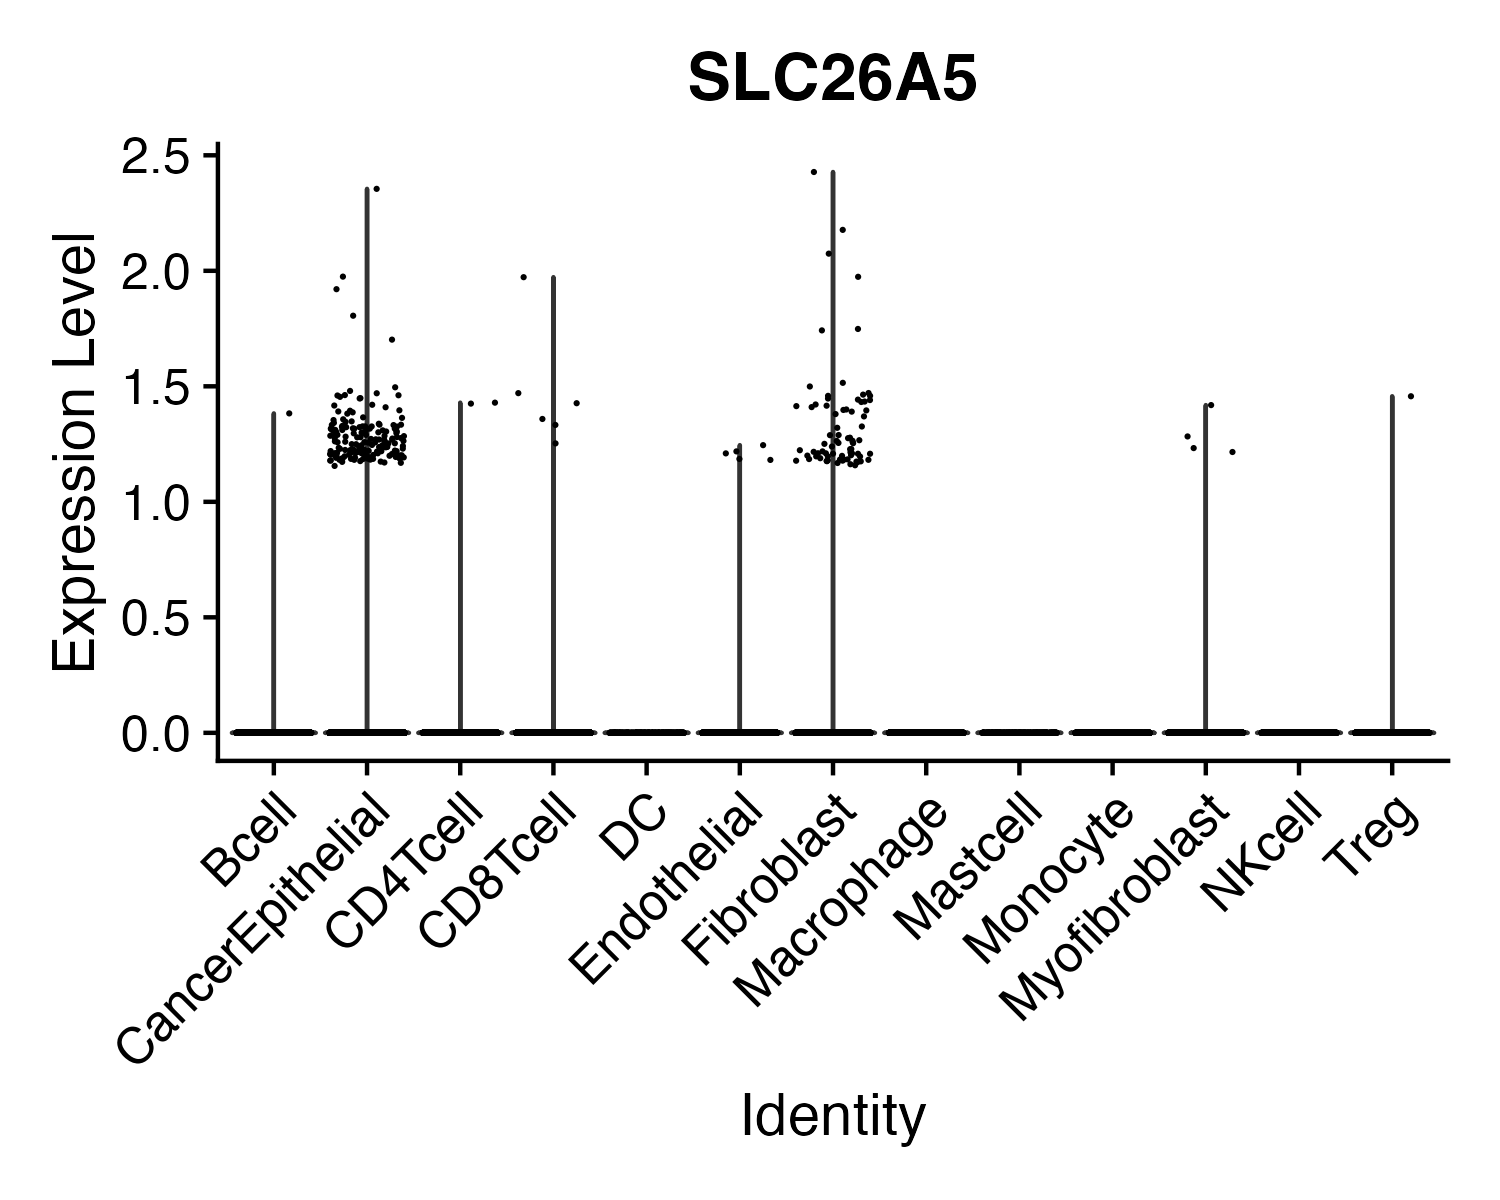 SLC26A5
Expression Level
2.5
2.0
1.5
1.0
0.5
0.0
Bcell
CancerEpithelial
CD4Tcell
CD8Tcell
DC
Endothelial
Fibroblast
Macrophage
Mastcell
Monocyte
Myofibroblast
NKcell
Treg
Identity